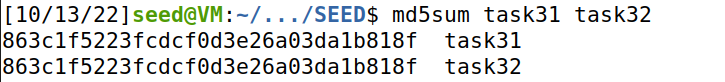 [10/13/22]seed@VM:~/.../SEED$ md5sum task31 task32
863c1f5223fcdcf0d3e26a03da1b818f  task31
863c1f5223fcdcf0d3e26a03da1b818f  task32